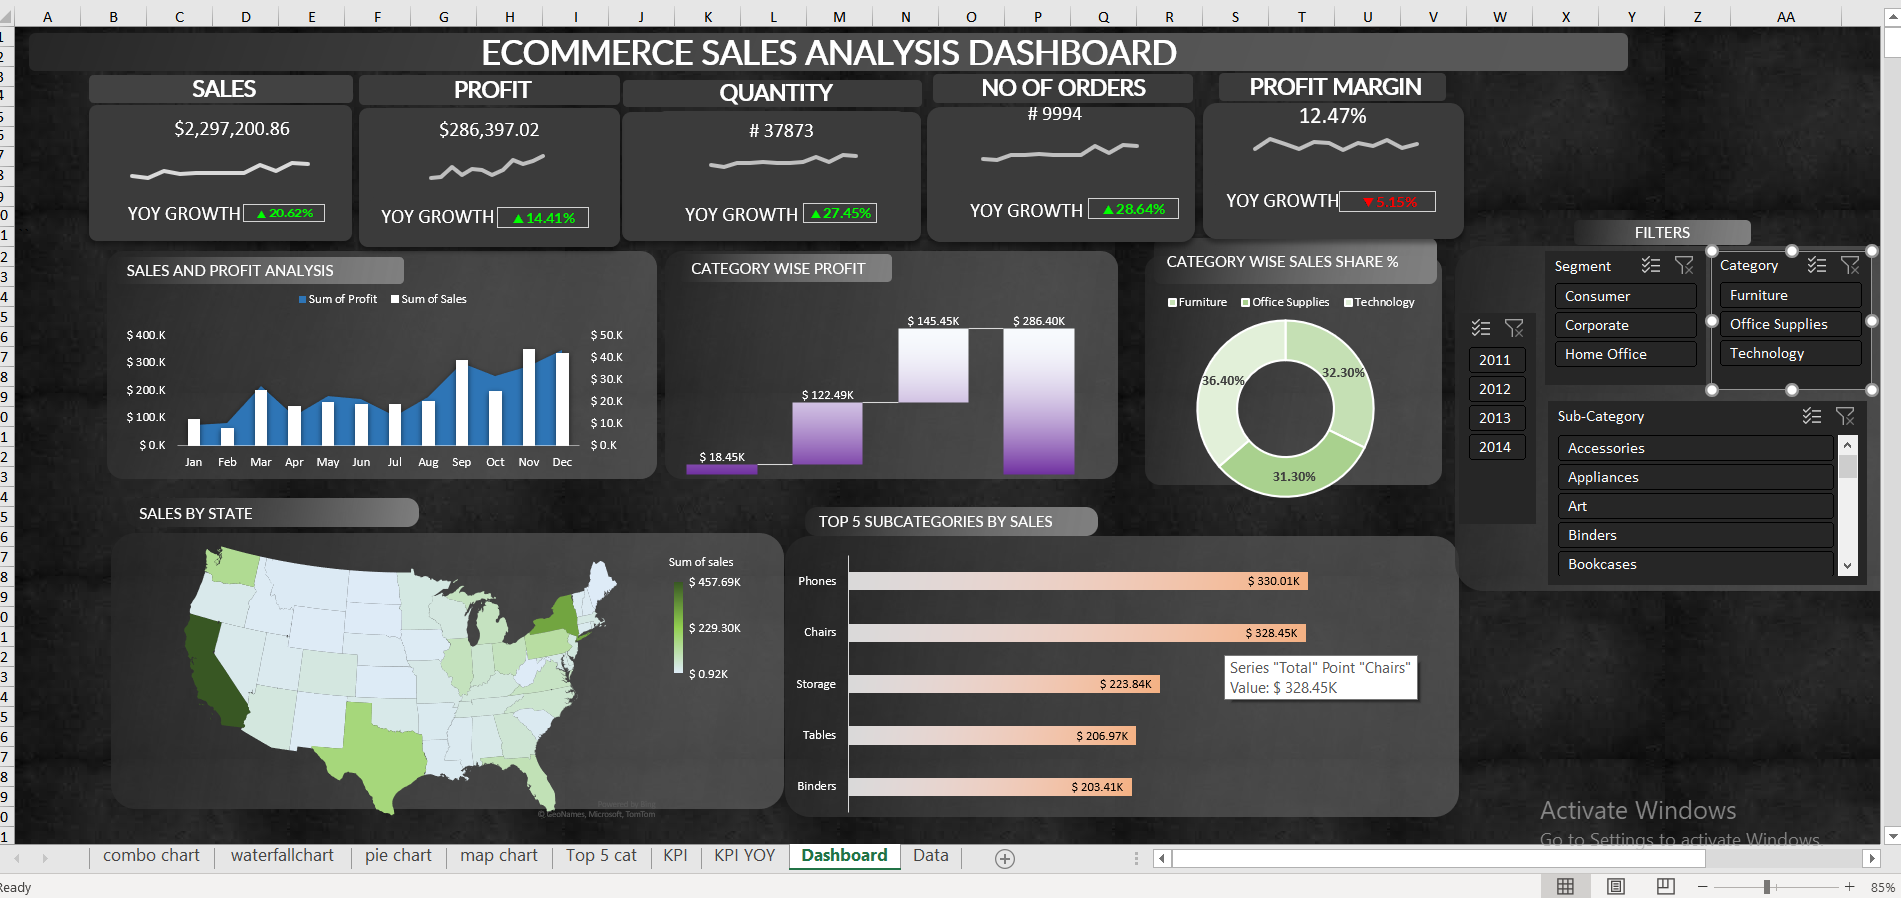 A B C D E F G H I J K L M N O P Q R S T U V W X Y Z AA
ECOMMERCE SALES ANALYSIS DASHBOARD
SALES
$2,297,200.86
YOY GROWTH ▲20.62%
PROFIT
$286,397.02
YOY GROWTH ▲14.41%
QUANTITY
# 37873
YOY GROWTH ▲27.45%
NO OF ORDERS
# 9994
YOY GROWTH ▲28.64%
PROFIT MARGIN
12.47%
YOY GROWTH ▼5.15%
SALES AND PROFIT ANALYSIS
Sum of Profit Sum of Sales
$ 400.K
$ 300.K
$ 200.K
$ 100.K
$ 0.K
$ 50.K
$ 40.K
$ 30.K
$ 20.K
$ 10.K
$ 0.K
Jan Feb Mar Apr May Jun Jul Aug Sep Oct Nov Dec
CATEGORY WISE PROFIT
$ 18.45K
$ 122.49K
$ 145.45K
$ 286.40K
CATEGORY WISE SALES SHARE %
Furniture Office Supplies Technology
36.40%
32.30%
31.30%
FILTERS
2011
2012
2013
2014
Segment
Consumer
Corporate
Home Office
Category
Furniture
Office Supplies
Technology
Sub-Category
Accessories
Appliances
Art
Binders
Bookcases
SALES BY STATE
Sum of sales
$ 457.69K
$ 229.30K
$ 0.92K
Powered by Bing
© GeoNames, Microsoft, TomTom
TOP 5 SUBCATEGORIES BY SALES
Phones $ 330.01K
Chairs $ 328.45K
Storage $ 223.84K
Tables $ 206.97K
Binders $ 203.41K
Series "Total" Point "Chairs"
Value: $ 328.45K
Activate Windows
Go to Settings to activate Windows.
combo chart waterfallchart pie chart map chart Top 5 cat KPI KPI YOY Dashboard Data
Ready
85%